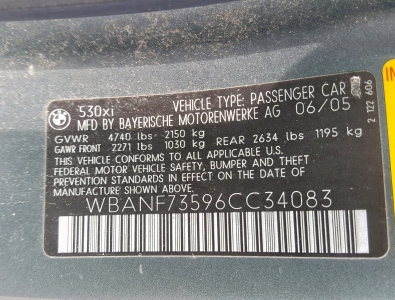 530xi VEHICLE TYPE: PASSENGER CAR
MFD BY BAYERISCHE MOTORENWERKE AG 06/05
GVWR 4740 lbs 2150 kg
GAWR FRONT 2271 lbs 1030 kg REAR 2634 lbs 1195 kg
THIS VEHICLE CONFORMS TO ALL APPLICABLE
FEDERAL MOTOR VEHICLE SAFETY, BUMPER AND THEFT
PREVENTION STANDARDS IN EFFECT ON THE DATE OF
MANUFACTURE SHOWN ABOVE.
WBANF73596CC34083
2 122 606